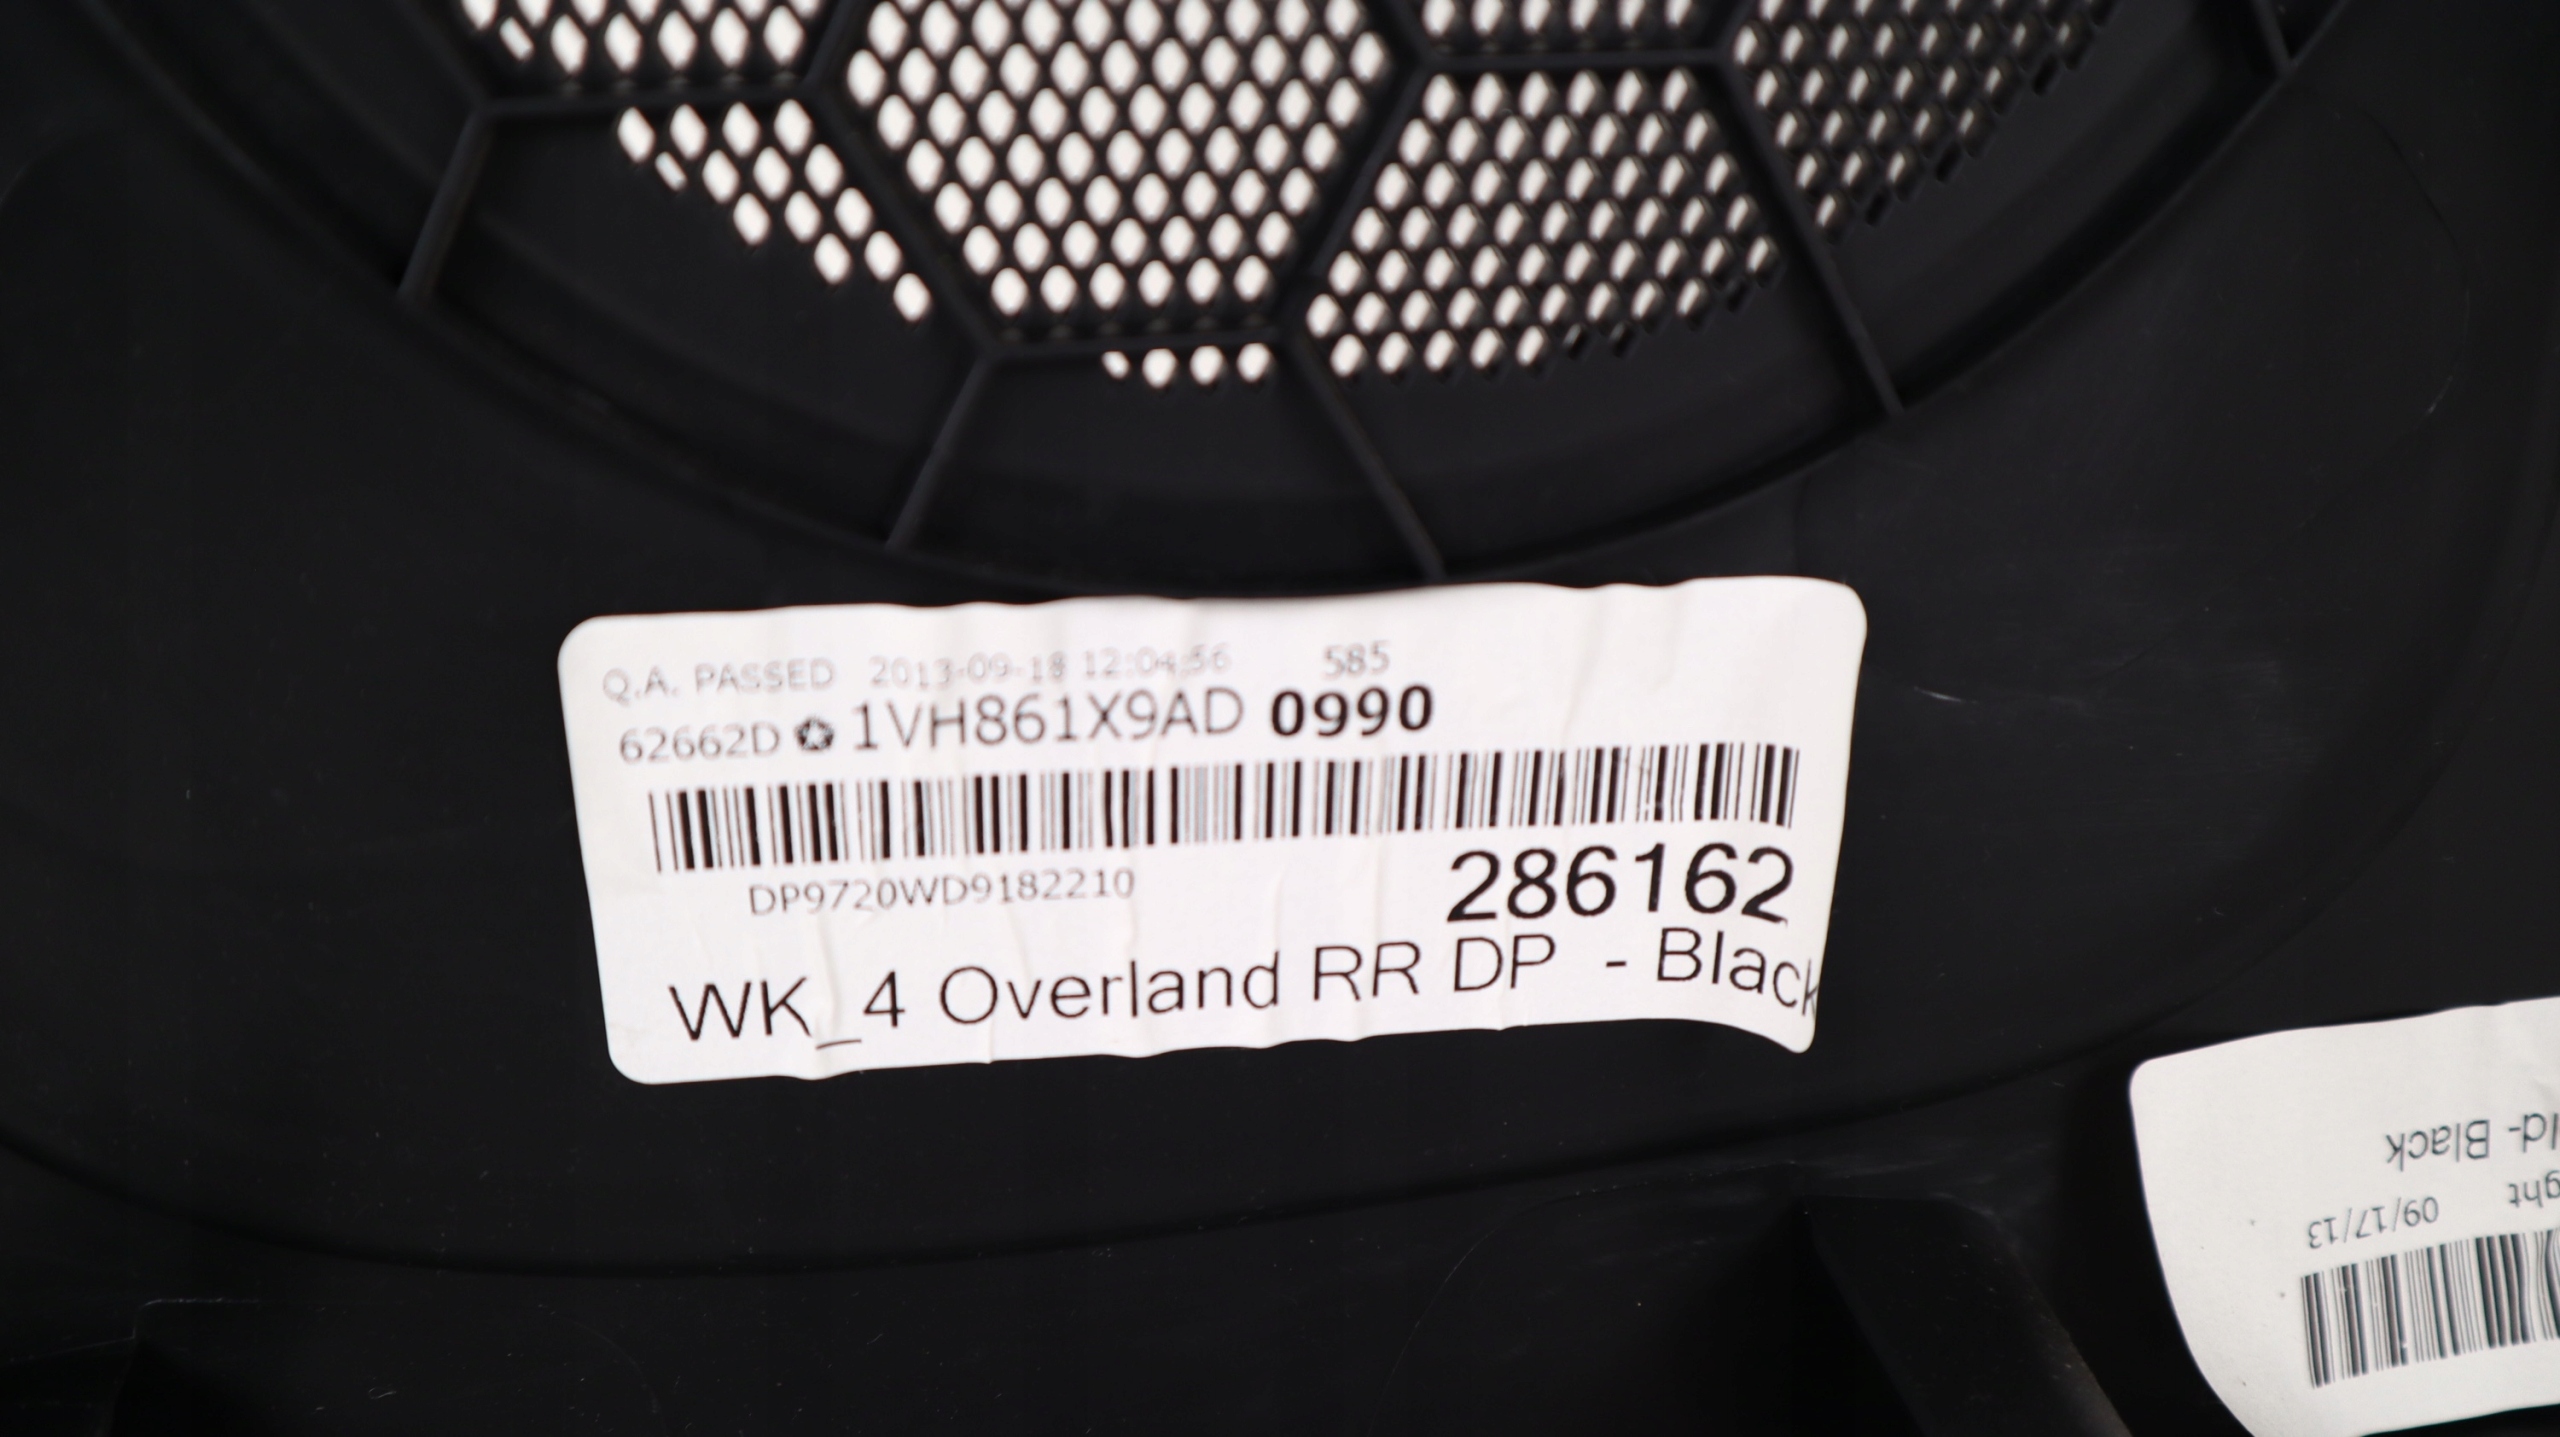 Q.A. PASSED 2013-09-18 12:04:56 585
62662D 1VH861X9AD 0990
DP9720WD9182210
286162
WK_4 Overland RR DP - Black
ld- Black
ght 09/17/13